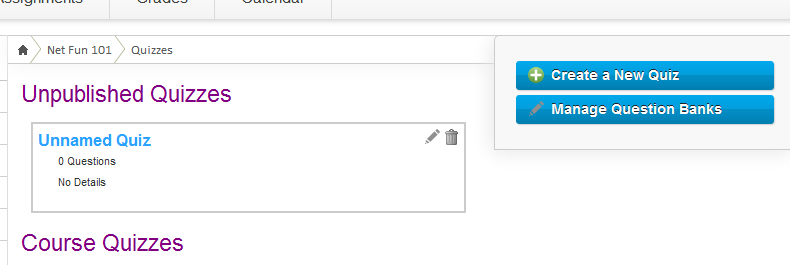 Grades
Calendar
Net Fun 101 Quizzes
Create a New Quiz
Manage Question Banks
Unpublished Quizzes
Unnamed Quiz
0 Questions
No Details
Course Quizzes